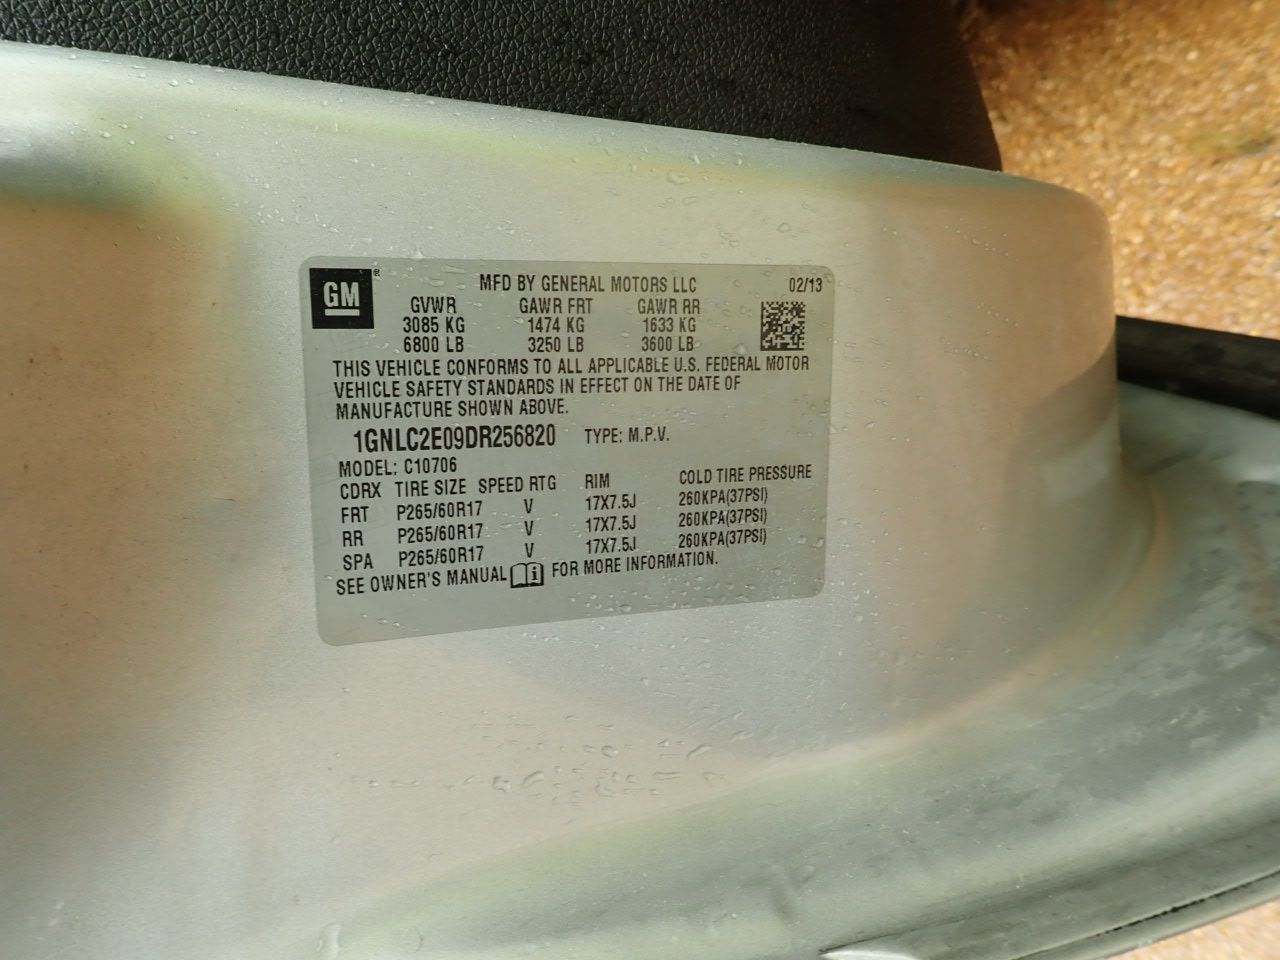 GM®
MFD BY GENERAL MOTORS LLC 02/13
GVWR GAWR FRT GAWR RR
3085 KG 1474 KG 1633 KG
6800 LB 3250 LB 3600 LB
THIS VEHICLE CONFORMS TO ALL APPLICABLE U.S. FEDERAL MOTOR
VEHICLE SAFETY STANDARDS IN EFFECT ON THE DATE OF
MANUFACTURE SHOWN ABOVE.
1GNLC2E09DR256820 TYPE: M.P.V.
MODEL: C10706
CDRX TIRE SIZE SPEED RTG RIM COLD TIRE PRESSURE
FRT P265/60R17 V 17X7.5J 260KPA(37PSI)
RR P265/60R17 V 17X7.5J 260KPA(37PSI)
SPA P265/60R17 V 17X7.5J 260KPA(37PSI)
SEE OWNER'S MANUAL i FOR MORE INFORMATION.